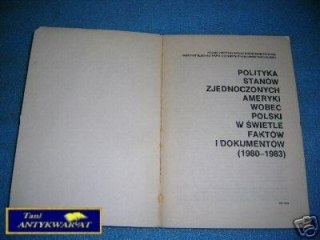 POLITYKA
STANÓW
ZJEDNOCZONYCH
AMERYKI
WOBEC
POLSKI
W ŚWIETLE
FAKTÓW
I DOKUMENTÓW
(1980-1983)
Tani
ANTYKWARIAT